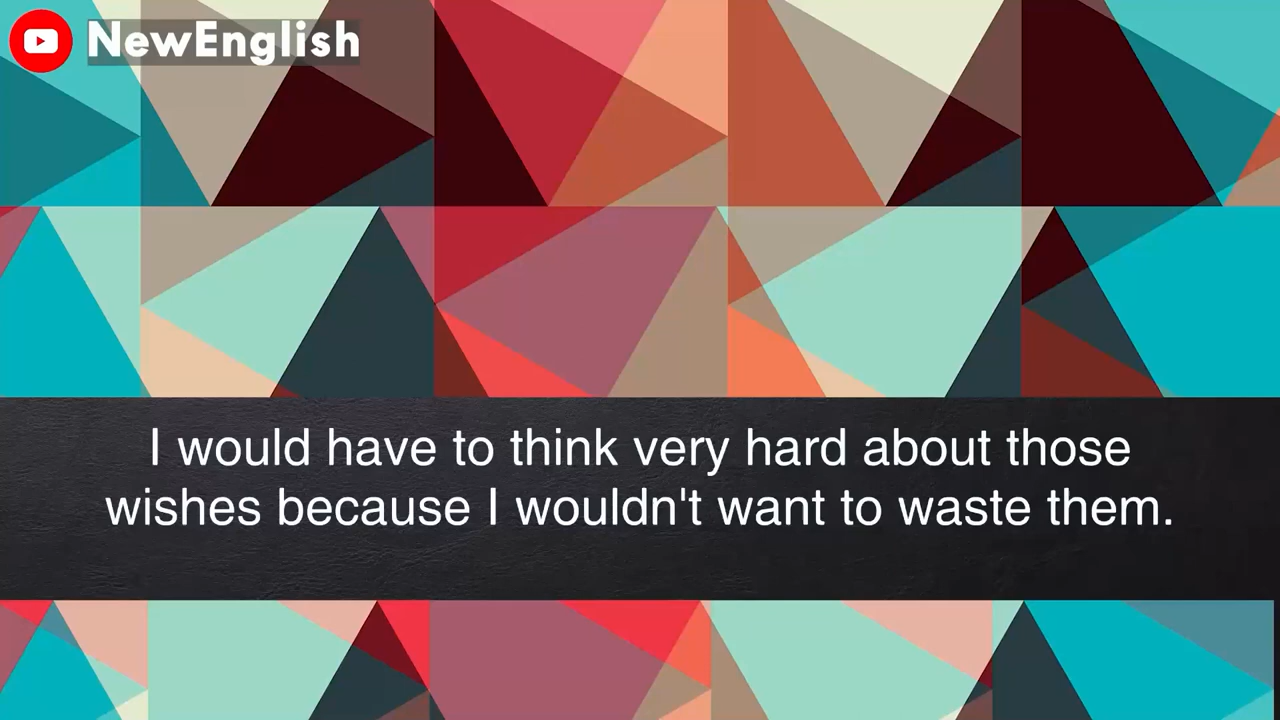 NewEnglish
I would have to think very hard about those
wishes because I wouldn't want to waste them.